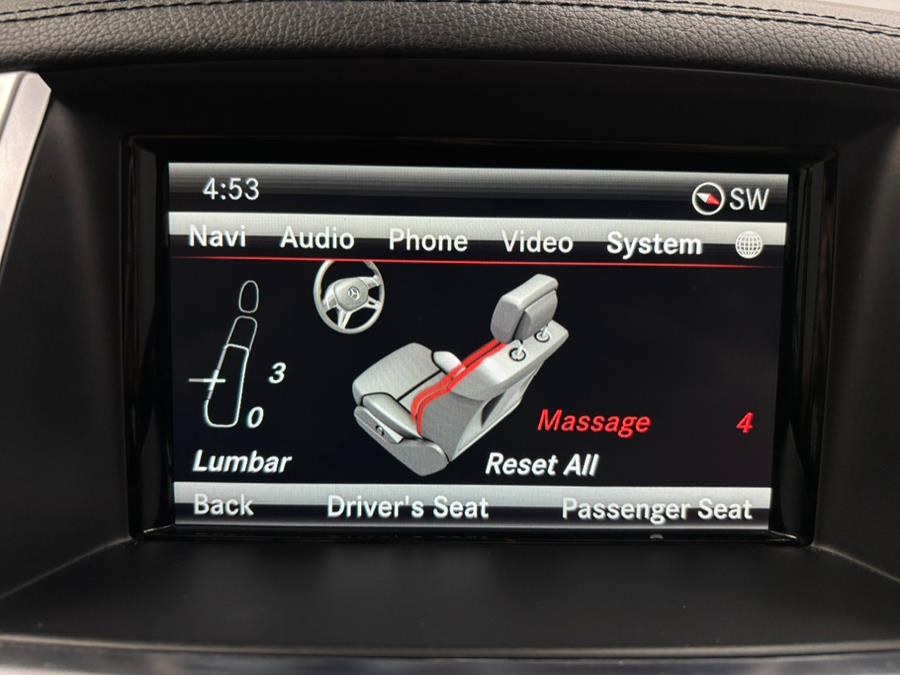 4:53 SW
Navi Audio Phone Video System
3
0
Massage 4
Lumbar Reset All
Back Driver's Seat Passenger Seat